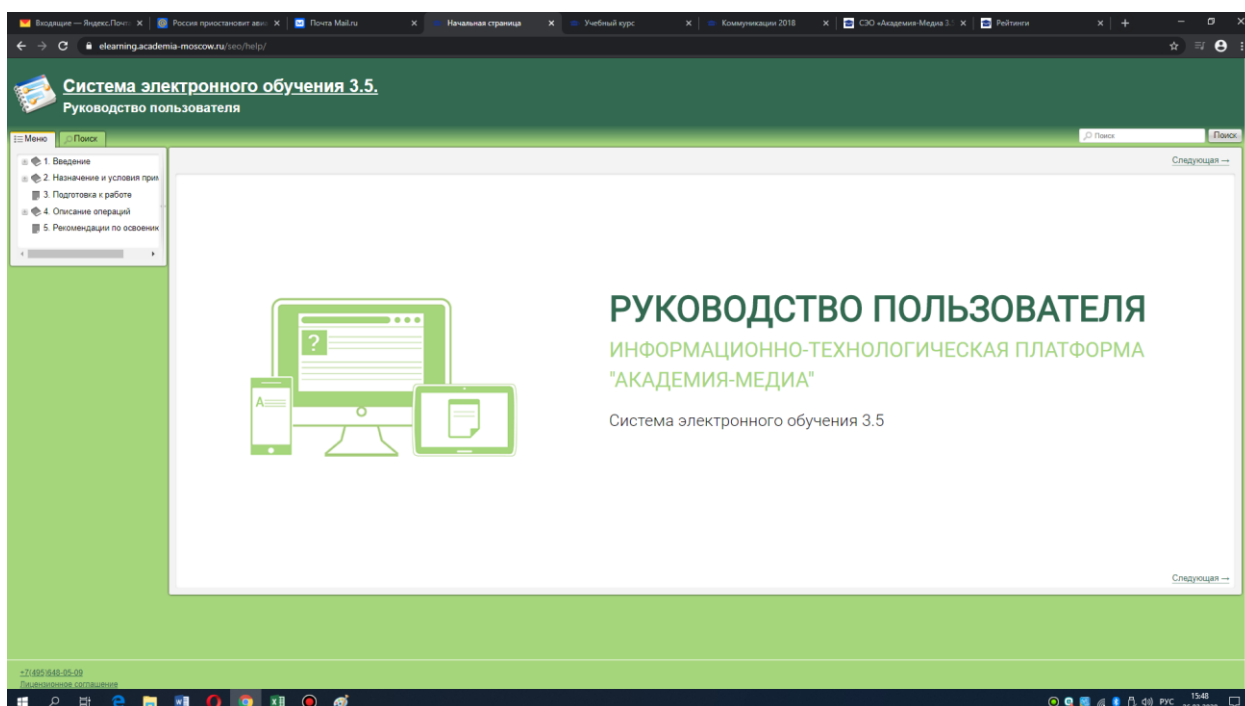 Входящие — Яндекс.Почт
Россия приостановит ави
Почта Mail.ru
Начальная страница
Учебный курс
Коммуникации 2018
СЭО «Академия-Медиа 3.5
Рейтинги
elearning.academia-moscow.ru/seo/help/
Система электронного обучения 3.5.
Руководство пользователя
Меню
Поиск
Поиск
Поиск
1. Введение
2. Назначение и условия прим
3. Подготовка к работе
4. Описание операций
5. Рекомендации по освоению
Следующая →
?
A
РУКОВОДСТВО ПОЛЬЗОВАТЕЛЯ
ИНФОРМАЦИОННО-ТЕХНОЛОГИЧЕСКАЯ ПЛАТФОРМА
"АКАДЕМИЯ-МЕДИА"
Система электронного обучения 3.5
Следующая →
+7(495)648-05-09
Лицензионное соглашение
РУС
15:48